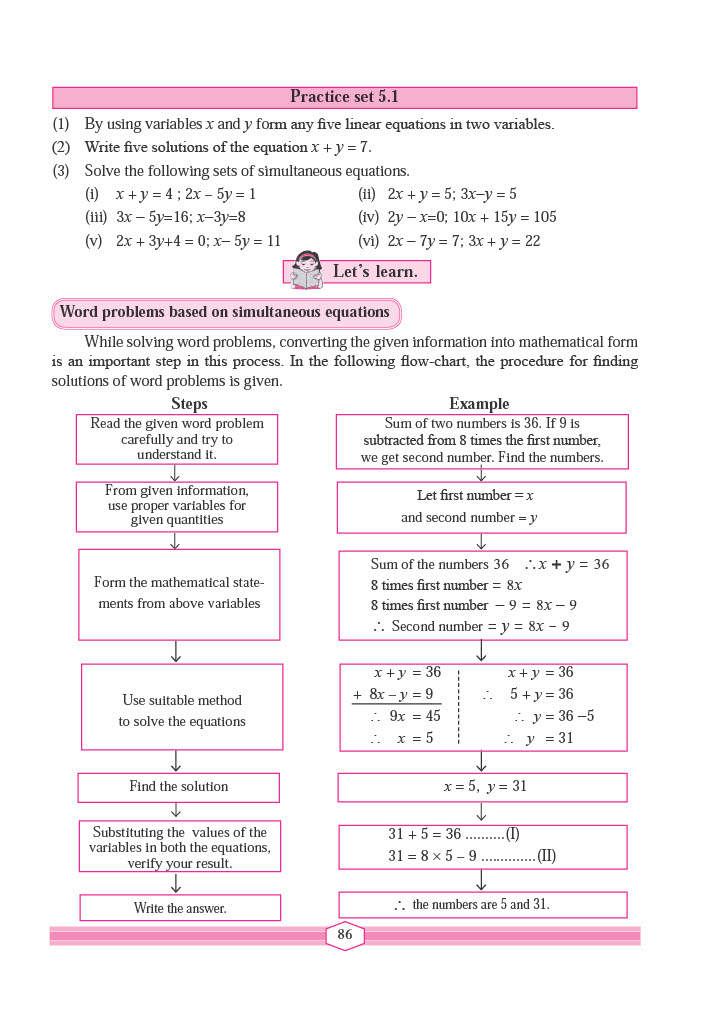 Practice set 5.1
(1) By using variables x and y form any five linear equations in two variables.
(2) Write five solutions of the equation x + y = 7.
(3) Solve the following sets of simultaneous equations.
(i) x + y = 4 ; 2x – 5y = 1 (ii) 2x + y = 5; 3x–y = 5
(iii) 3x – 5y=16; x–3y=8 (iv) 2y – x=0; 10x + 15y = 105
(v) 2x + 3y+4 = 0; x– 5y = 11 (vi) 2x – 7y = 7; 3x + y = 22
Let's learn.
Word problems based on simultaneous equations
While solving word problems, converting the given information into mathematical form
is an important step in this process. In the following flow-chart, the procedure for finding
solutions of word problems is given.
Steps
Read the given word problem
carefully and try to
understand it.
From given information,
use proper variables for
given quantities
Form the mathematical state-
ments from above variables
Use suitable method
to solve the equations
Find the solution
Substituting the values of the
variables in both the equations,
verify your result.
Write the answer.
Example
Sum of two numbers is 36. If 9 is
subtracted from 8 times the first number,
we get second number. Find the numbers.
Let first number = x
and second number = y
Sum of the numbers 36 ∴x + y = 36
8 times first number = 8x
8 times first number – 9 = 8x – 9
∴ Second number = y = 8x – 9
x + y = 36
+ 8x – y = 9
∴ 9x = 45
∴ x = 5
x + y = 36
∴ 5 + y = 36
∴ y = 36 –5
∴ y = 31
x = 5, y = 31
31 + 5 = 36 ..........(I)
31 = 8 × 5 – 9 ..............(II)
∴ the numbers are 5 and 31.
86